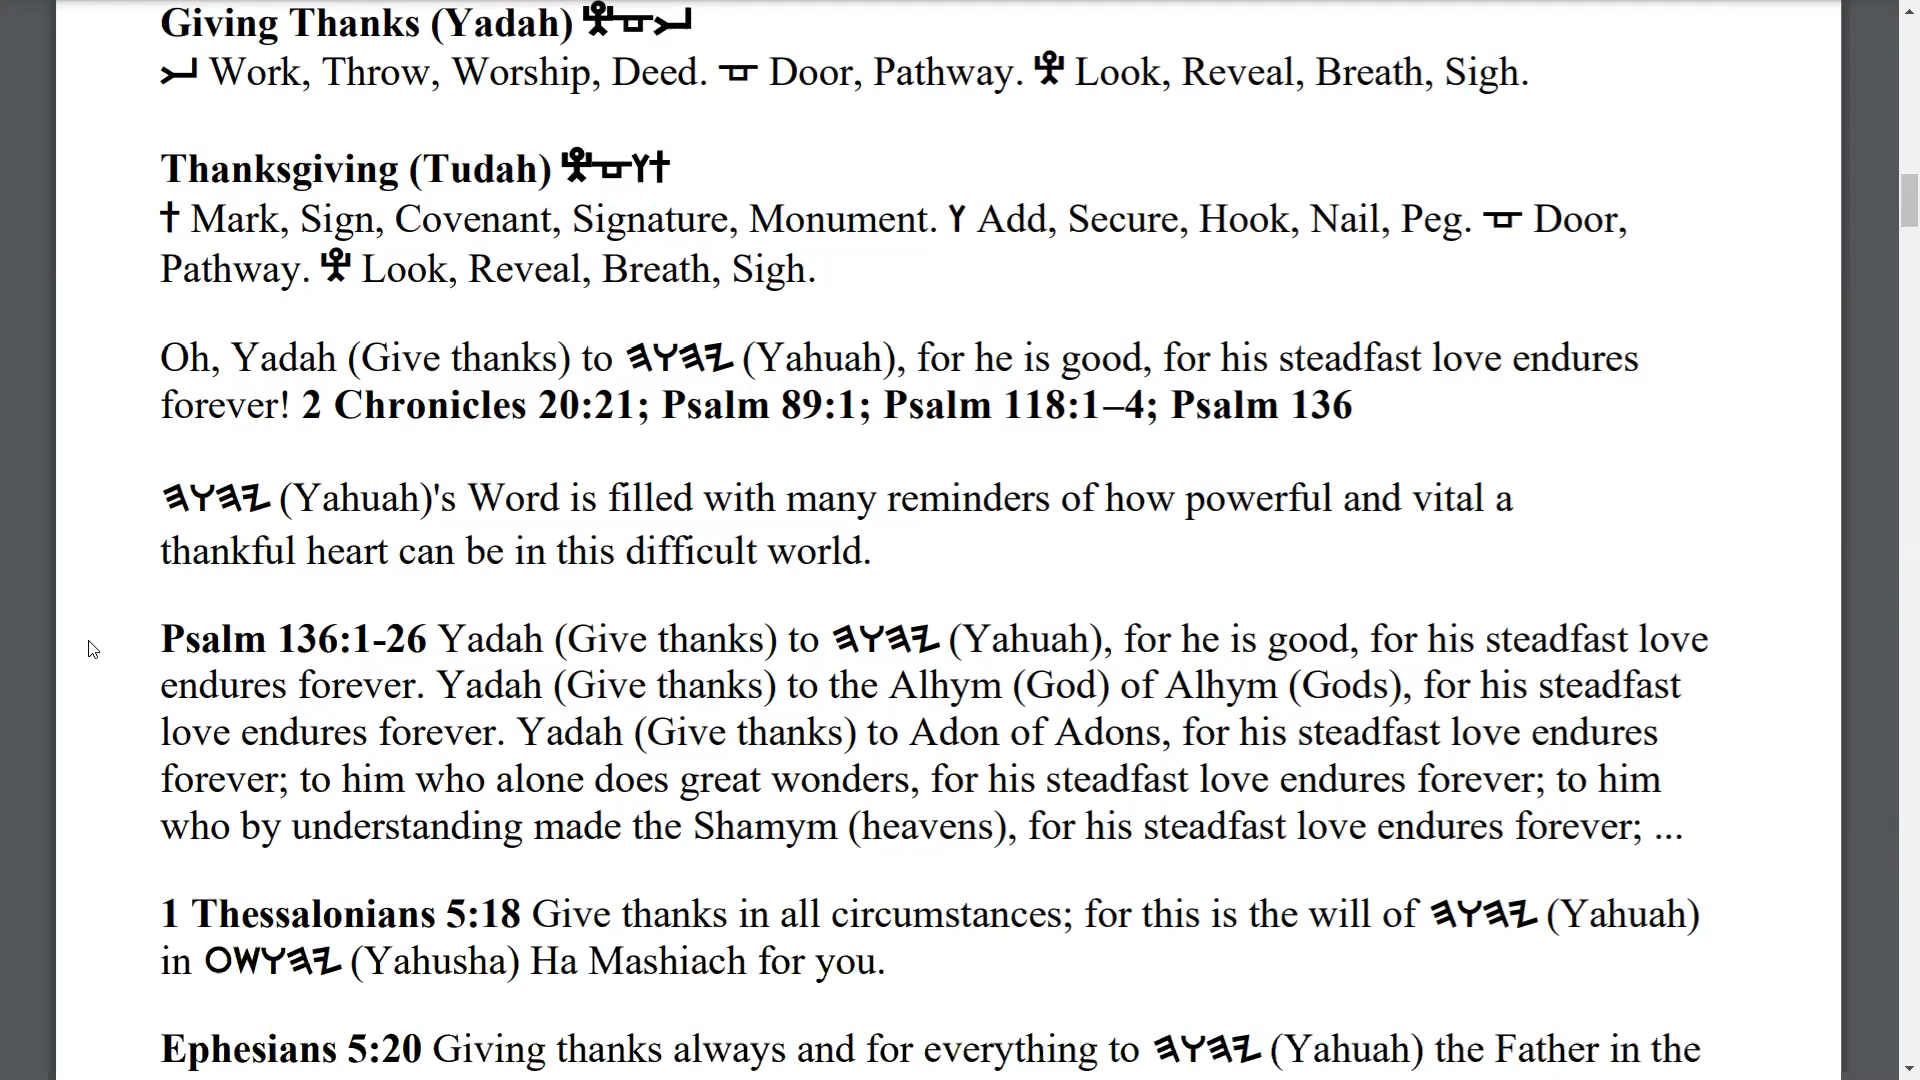 Giving Thanks (Yadah) 𐤉𐤃𐤄
𐤉 Work, Throw, Worship, Deed. 𐤃 Door, Pathway. 𐤄 Look, Reveal, Breath, Sigh.
Thanksgiving (Tudah) 𐤕𐤅𐤃𐤄
𐤕 Mark, Sign, Covenant, Signature, Monument. 𐤅 Add, Secure, Hook, Nail, Peg. 𐤃 Door,
Pathway. 𐤄 Look, Reveal, Breath, Sigh.
Oh, Yadah (Give thanks) to 𐤉𐤄𐤅𐤄 (Yahuah), for he is good, for his steadfast love endures
forever! 2 Chronicles 20:21; Psalm 89:1; Psalm 118:1–4; Psalm 136
𐤉𐤄𐤅𐤄 (Yahuah)'s Word is filled with many reminders of how powerful and vital a
thankful heart can be in this difficult world.
Psalm 136:1-26 Yadah (Give thanks) to 𐤉𐤄𐤅𐤄 (Yahuah), for he is good, for his steadfast love
endures forever. Yadah (Give thanks) to the Alhym (God) of Alhym (Gods), for his steadfast
love endures forever. Yadah (Give thanks) to Adon of Adons, for his steadfast love endures
forever; to him who alone does great wonders, for his steadfast love endures forever; to him
who by understanding made the Shamym (heavens), for his steadfast love endures forever; ...
1 Thessalonians 5:18 Give thanks in all circumstances; for this is the will of 𐤉𐤄𐤅𐤄 (Yahuah)
in 𐤉𐤄𐤅𐤔𐤏 (Yahusha) Ha Mashiach for you.
Ephesians 5:20 Giving thanks always and for everything to 𐤉𐤄𐤅𐤄 (Yahuah) the Father in the